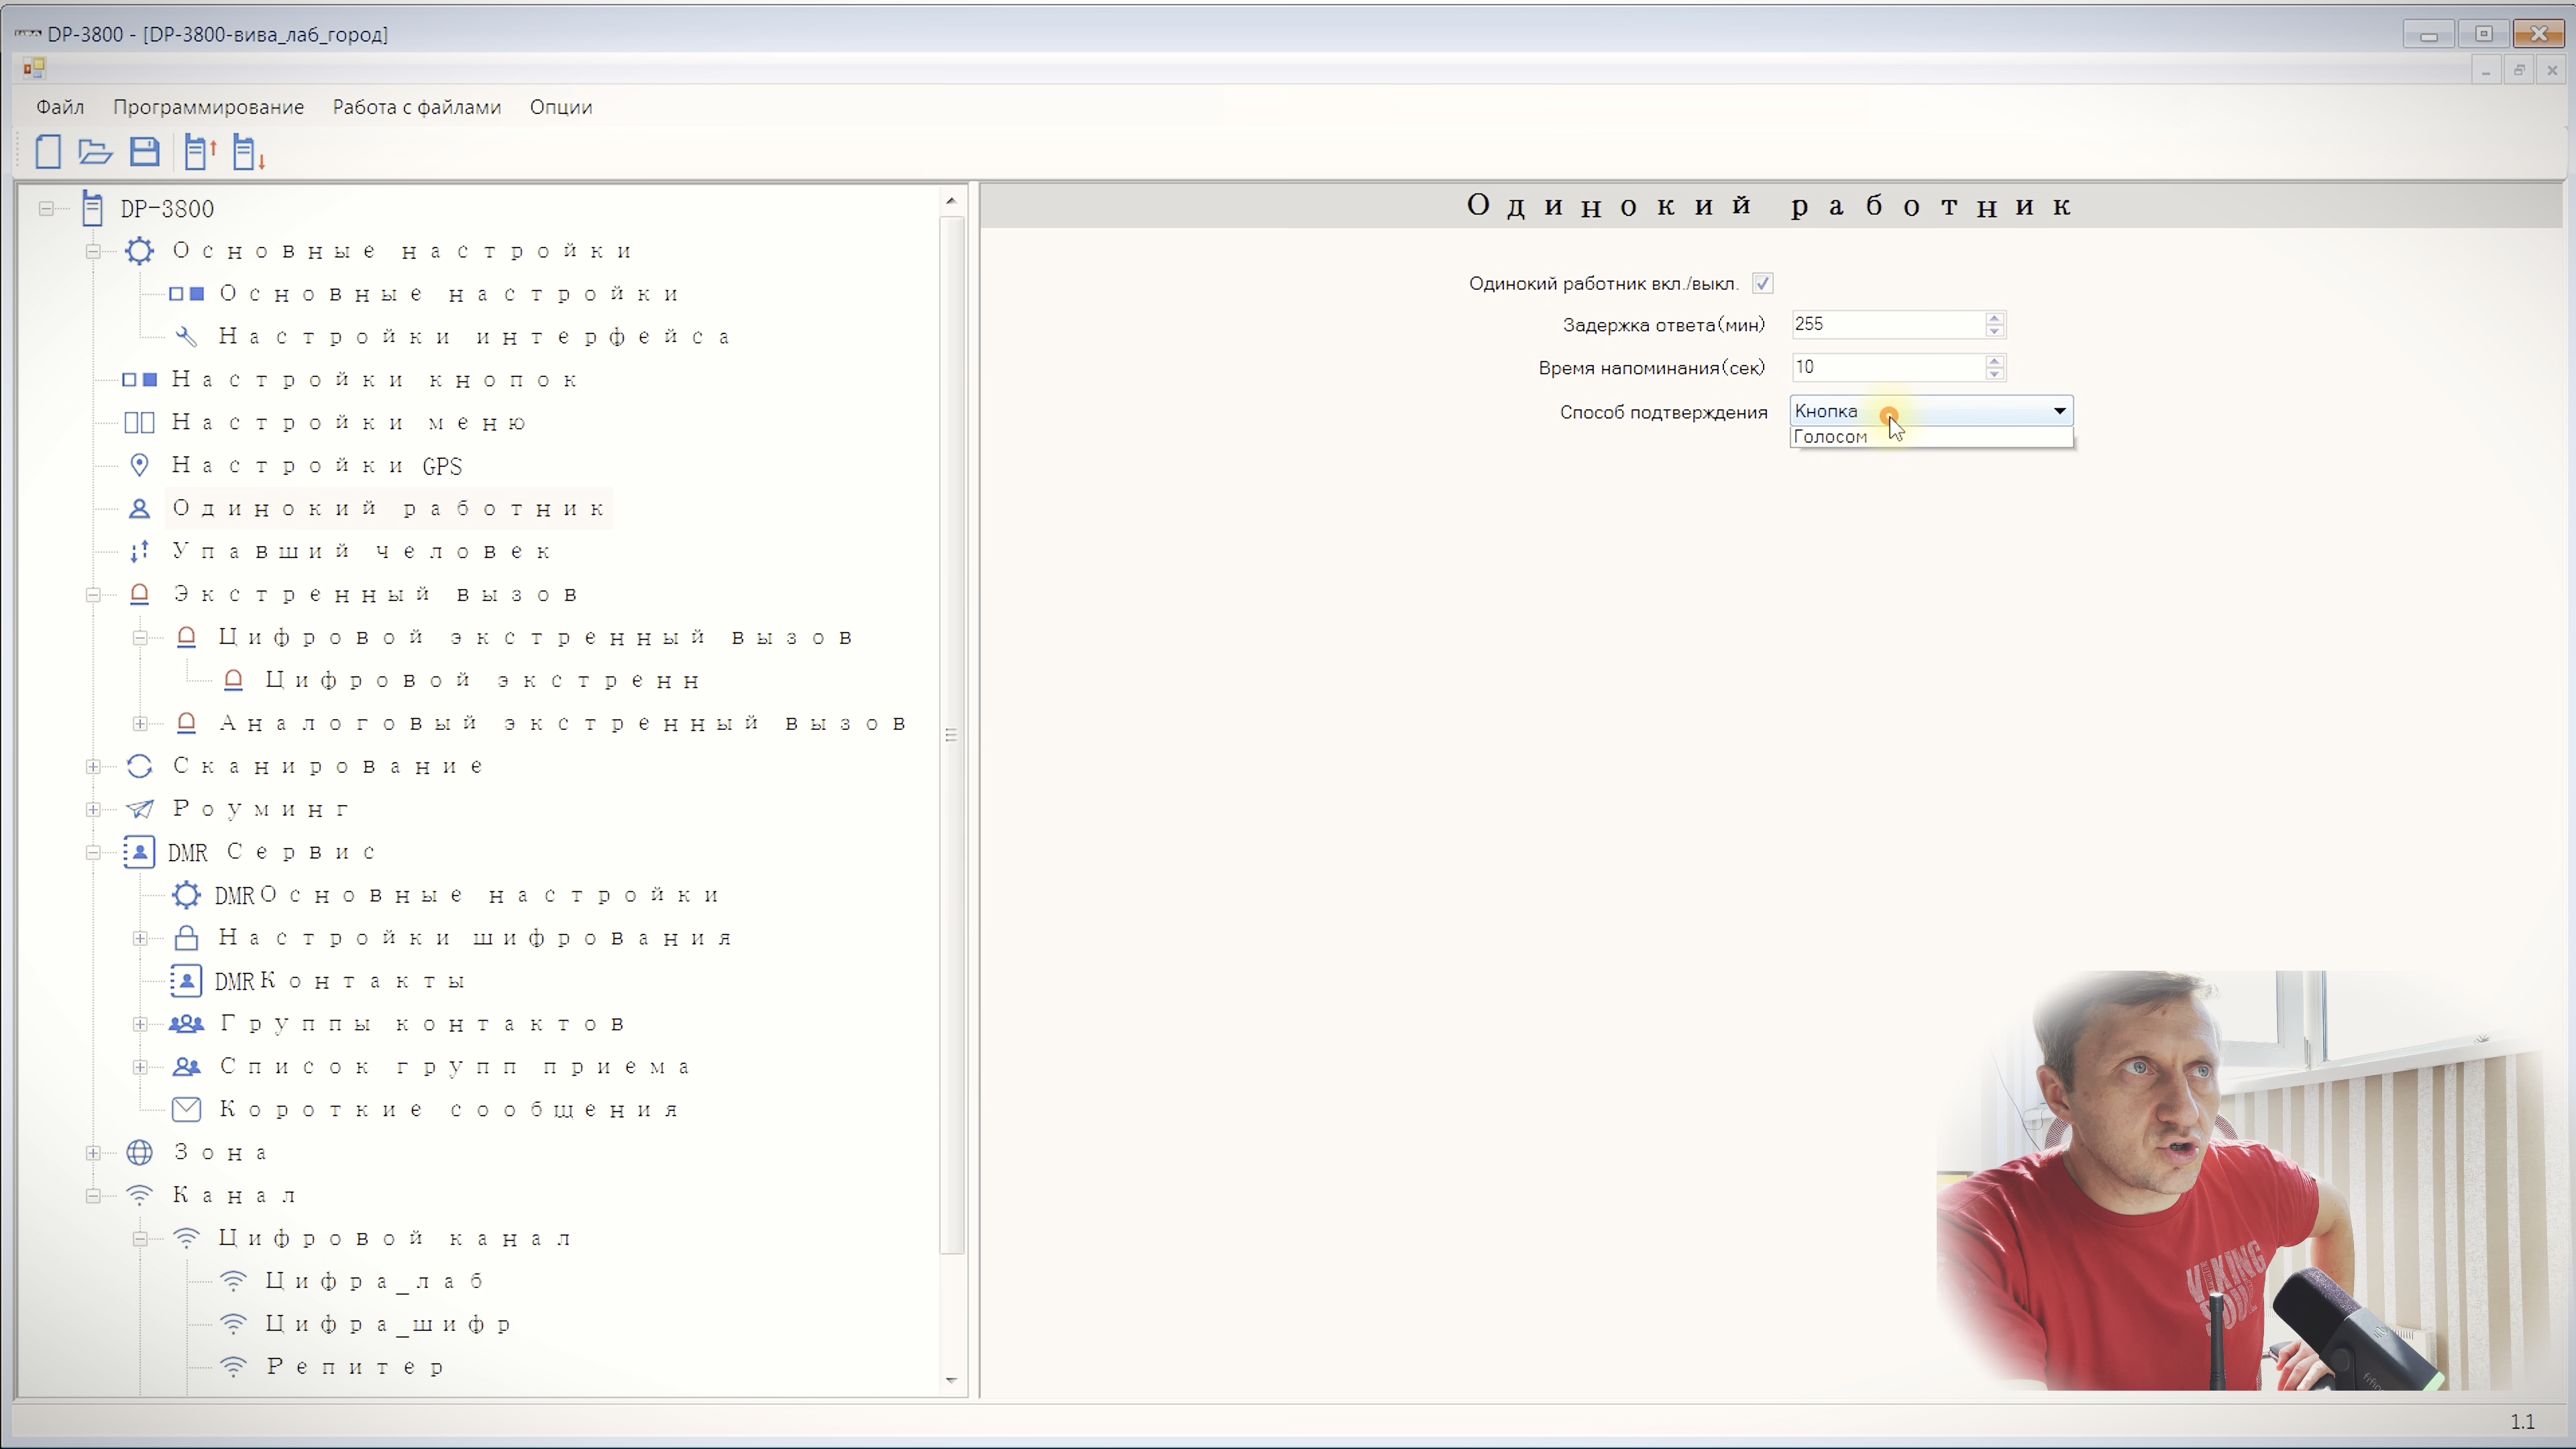 DP-3800 - [DP-3800-вива_лаб_город]
Файл Программирование Работа с файлами Опции
DP-3800
Основные настройки
Основные настройки
Настройки интерфейса
Настройки кнопок
Настройки меню
Настройки GPS
Одинокий работник
Упавший человек
Экстренный вызов
Цифровой экстренный вызов
Цифровой экстренн
Аналоговый экстренный вызов
Сканирование
Роуминг
DMR Сервис
DMRОсновные настройки
Настройки шифрования
DMRКонтакты
Группы контактов
Список групп приема
Короткие сообщения
Зона
Канал
Цифровой канал
Цифра_лаб
Цифра_шифр
Репитер
Одинокий работник
Одинокий работник вкл./выкл.
Задержка ответа(мин) 255
Время напоминания(сек) 10
Способ подтверждения Кнопка
Голосом
VIKING
SOUL
1.1